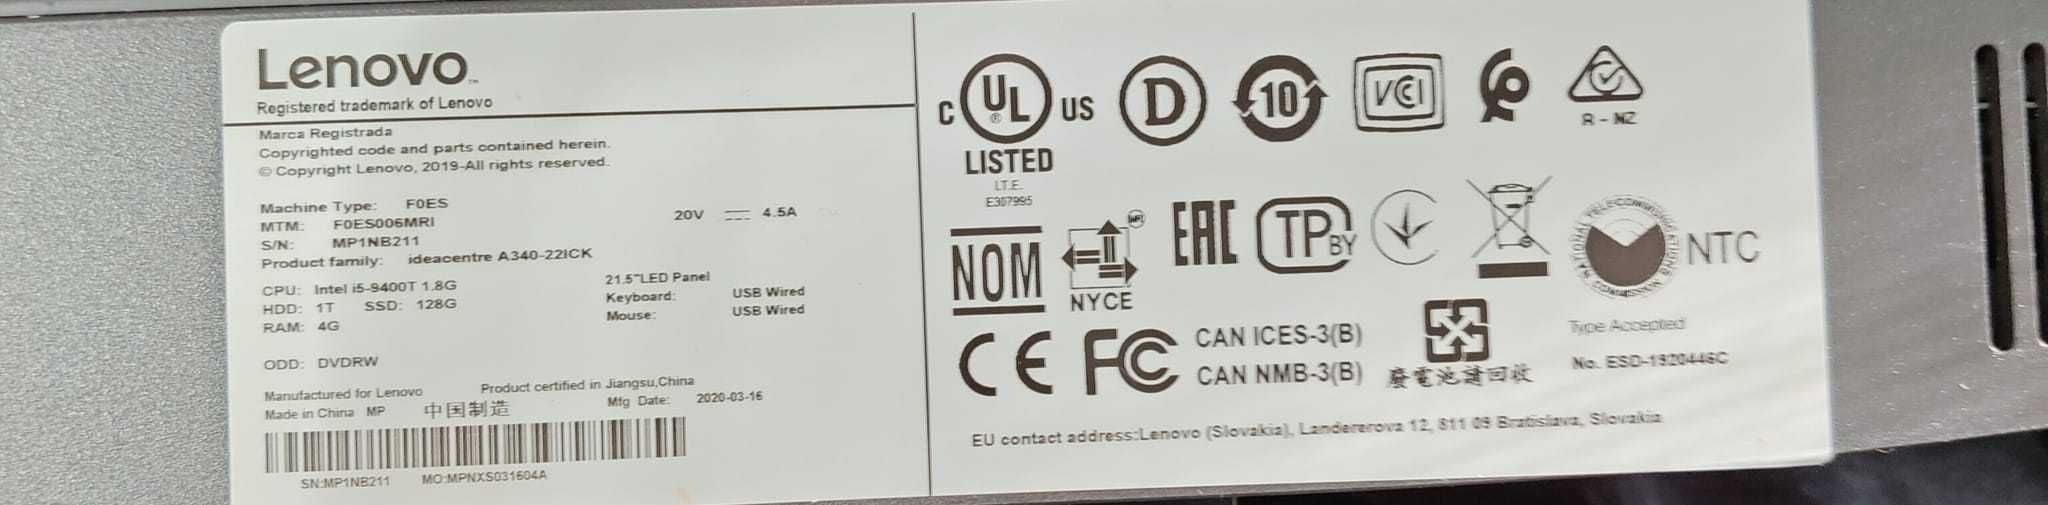 Lenovo™
Registered trademark of Lenovo
Marca Registrada
Copyrighted code and parts contained herein.
© Copyright Lenovo, 2019-All rights reserved.
Machine Type: F0ES
MTM: F0ES006MRI
S/N: MP1NB211
Product family: ideacentre A340-22ICK
20V 4.5A
CPU: Intel i5-9400T 1.8G
HDD: 1T SSD: 128G
RAM: 4G
21.5"LED Panel
Keyboard: USB Wired
Mouse: USB Wired
ODD: DVDRW
Manufactured for Lenovo
Product certified in Jiangsu,China
Made in China MP 中国制造
Mfg Date: 2020-03-16
SN:MP1NB211 MO:MPNXS031604A
C UL ® US
LISTED
I.T.E.
E307995
D
10
VCI
R-NZ
NOM
NYCE
EAC
TP BY
NATIONAL TELECOMMUNICATIONS COMMISSION
NTC
Type Accepted
No. ESD-1920446C
CE FC
CAN ICES-3(B)
CAN NMB-3(B)
廢電池請回收
EU contact address:Lenovo (Slovakia), Landererova 12, 811 09 Bratislava, Slovakia